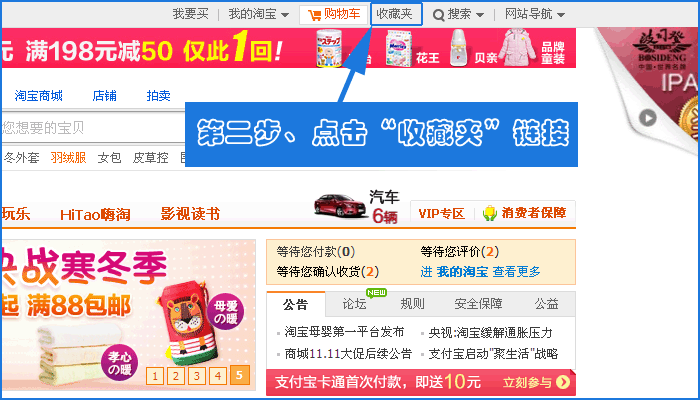 我要买 我的淘宝 购物车 收藏夹 搜索 网站导航
元 满198元减50 仅此1回!
花王 贝亲 品牌童装
波司登
BOSIDENG
中国·世界名牌
IPA
淘宝商城 店铺 拍卖
您想要的宝贝
第二步、点击“收藏夹”链接
冬外套 羽绒服 女包 皮草控
玩乐 HiTao嗨淘 影视读书
汽车
6辆
VIP专区 消费者保障
决战寒冬季
起 满88包邮
母爱の暖
孝心の暖
1 2 3 4 5
等待您付款(0) 等待您评价(2)
等待您确认收货(2) 进 我的淘宝 查看更多
公告 论坛 NEW 规则 安全保障 公益
淘宝母婴第一平台发布 央视:淘宝缓解通胀压力
商城11.11大促后续公告 支付宝启动"聚生活"战略
支付宝卡通首次付款，即送10元 立刻参与